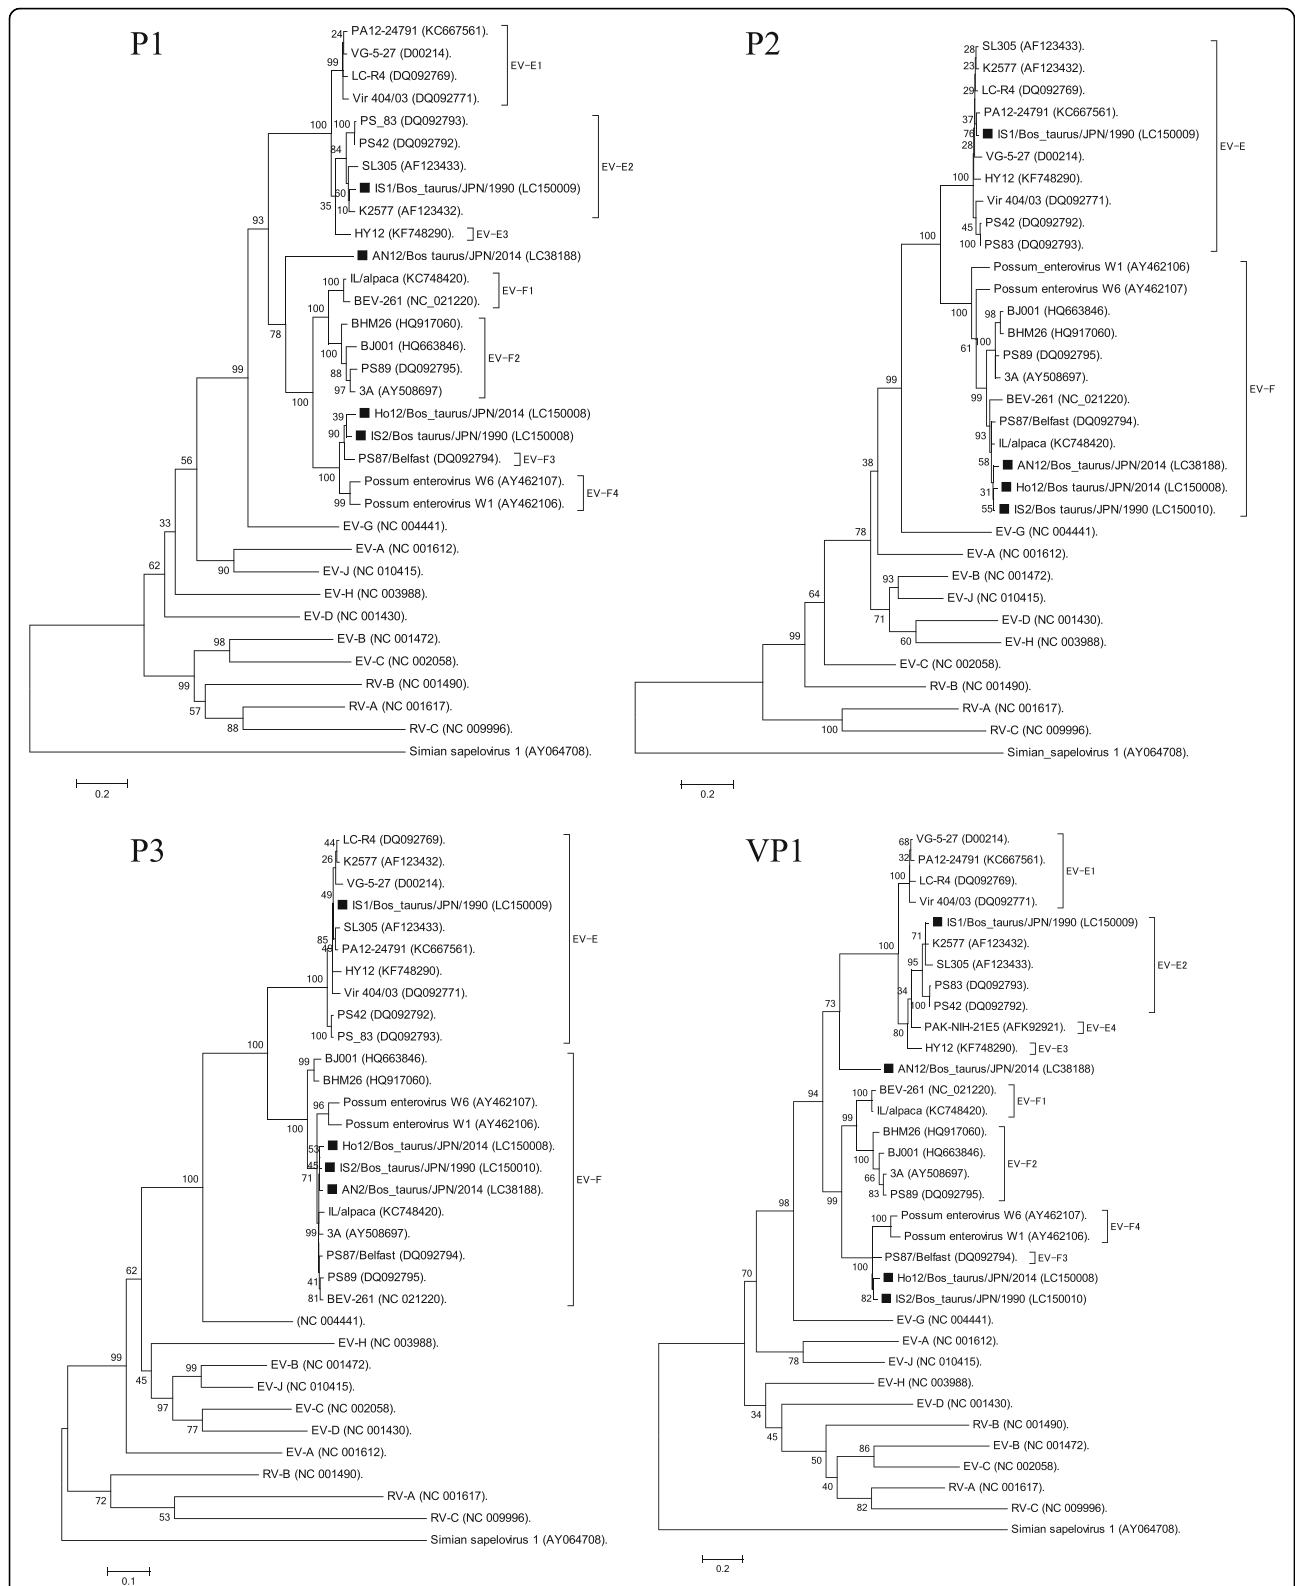 P1
24
PA12-24791 (KC667561).
VG-5-27 (D00214).
99
EV-E1
LC-R4 (DQ092769).
Vir 404/03 (DQ092771).
100
100
PS_83 (DQ092793).
PS42 (DQ092792).
84
SL305 (AF123433).
EV-E2
60
IS1/Bos_taurus/JPN/1990 (LC150009)
35
10
K2577 (AF123432).
93
HY12 (KF748290).
EV-E3
AN12/Bos taurus/JPN/2014 (LC38188)
100
IL/alpaca (KC748420).
EV-F1
BEV-261 (NC_021220).
100
BHM26 (HQ917060).
78
100
BJ001 (HQ663846).
EV-F2
88
PS89 (DQ092795).
99
97
3A (AY508697)
100
39
Ho12/Bos_taurus/JPN/2014 (LC150008)
90
IS2/Bos taurus/JPN/1990 (LC150008)
PS87/Belfast (DQ092794).
EV-F3
56
100
Possum enterovirus W6 (AY462107).
EV-F4
99
Possum enterovirus W1 (AY462106).
33
EV-G (NC 004441).
EV-A (NC 001612).
62
90
EV-J (NC 010415).
EV-H (NC 003988).
EV-D (NC 001430).
98
EV-B (NC 001472).
EV-C (NC 002058).
99
RV-B (NC 001490).
57
RV-A (NC 001617).
88
RV-C (NC 009996).
Simian sapelovirus 1 (AY064708).
0.2
P2
28
SL305 (AF123433).
23
K2577 (AF123432).
29
LC-R4 (DQ092769).
PA12-24791 (KC667561).
37
76
IS1/Bos_taurus/JPN/1990 (LC150009)
28
EV-E
VG-5-27 (D00214).
100
HY12 (KF748290).
Vir 404/03 (DQ092771).
45
PS42 (DQ092792).
100
100
PS83 (DQ092793).
Possum_enterovirus W1 (AY462106)
Possum enterovirus W6 (AY462107)
100
98
BJ001 (HQ663846).
BHM26 (HQ917060).
61
100
PS89 (DQ092795).
99
3A (AY508697).
EV-F
99
BEV-261 (NC_021220).
PS87/Belfast (DQ092794).
93
IL/alpaca (KC748420).
38
58
AN12/Bos_taurus/JPN/2014 (LC38188).
31
Ho12/Bos taurus/JPN/2014 (LC150008).
55
IS2/Bos taurus/JPN/1990 (LC150010).
78
EV-G (NC 004441).
EV-A (NC 001612).
93
EV-B (NC 001472).
64
EV-J (NC 010415).
71
EV-D (NC 001430).
99
60
EV-H (NC 003988).
EV-C (NC 002058).
RV-B (NC 001490).
RV-A (NC 001617).
100
RV-C (NC 009996).
Simian_sapelovirus 1 (AY064708).
0.2
P3
44
LC-R4 (DQ092769).
26
K2577 (AF123432).
VG-5-27 (D00214).
49
IS1/Bos_taurus/JPN/1990 (LC150009)
SL305 (AF123433).
85
EV-E
PA12-24791 (KC667561).
HY12 (KF748290).
100
Vir 404/03 (DQ092771).
PS42 (DQ092792).
100
PS_83 (DQ092793).
100
99
BJ001 (HQ663846).
BHM26 (HQ917060).
96
Possum enterovirus W6 (AY462107).
100
Possum enterovirus W1 (AY462106).
53
Ho12/Bos_taurus/JPN/2014 (LC150008).
45
IS2/Bos_taurus/JPN/1990 (LC150010).
71
EV-F
100
AN2/Bos_taurus/JPN/2014 (LC38188).
IL/alpaca (KC748420).
99
3A (AY508697).
PS87/Belfast (DQ092794).
62
41
PS89 (DQ092795).
81
BEV-261 (NC 021220).
(NC 004441).
EV-H (NC 003988).
99
99
EV-B (NC 001472).
45
EV-J (NC 010415).
97
EV-C (NC 002058).
77
EV-D (NC 001430).
EV-A (NC 001612).
RV-B (NC 001490).
72
RV-A (NC 001617).
53
RV-C (NC 009996).
Simian sapelovirus 1 (AY064708).
0.1
VP1
68
VG-5-27 (D00214).
32
PA12-24791 (KC667561).
EV-E1
100
LC-R4 (DQ092769).
Vir 404/03 (DQ092771).
IS1/Bos_taurus/JPN/1990 (LC150009)
71
100
K2577 (AF123432).
95
SL305 (AF123433).
EV-E2
34
PS83 (DQ092793).
73
100
PS42 (DQ092792).
80
PAK-NIH-21E5 (AFK92921).
EV-E4
HY12 (KF748290).
EV-E3
AN12/Bos_taurus/JPN/2014 (LC38188)
94
100
BEV-261 (NC_021220).
EV-F1
99
IL/alpaca (KC748420).
BHM26 (HQ917060).
100
BJ001 (HQ663846).
EV-F2
66
3A (AY508697).
99
83
PS89 (DQ092795).
98
100
Possum enterovirus W6 (AY462107).
EV-F4
Possum enterovirus W1 (AY462106).
PS87/Belfast (DQ092794).
EV-F3
100
70
Ho12/Bos_taurus/JPN/2014 (LC150008)
82
IS2/Bos_taurus/JPN/1990 (LC150010)
EV-G (NC 004441).
EV-A (NC 001612).
78
EV-J (NC 010415).
EV-H (NC 003988).
34
EV-D (NC 001430).
45
RV-B (NC 001490).
86
EV-B (NC 001472).
50
EV-C (NC 002058).
40
RV-A (NC 001617).
82
RV-C (NC 009996).
Simian sapelovirus 1 (AY064708).
0.2